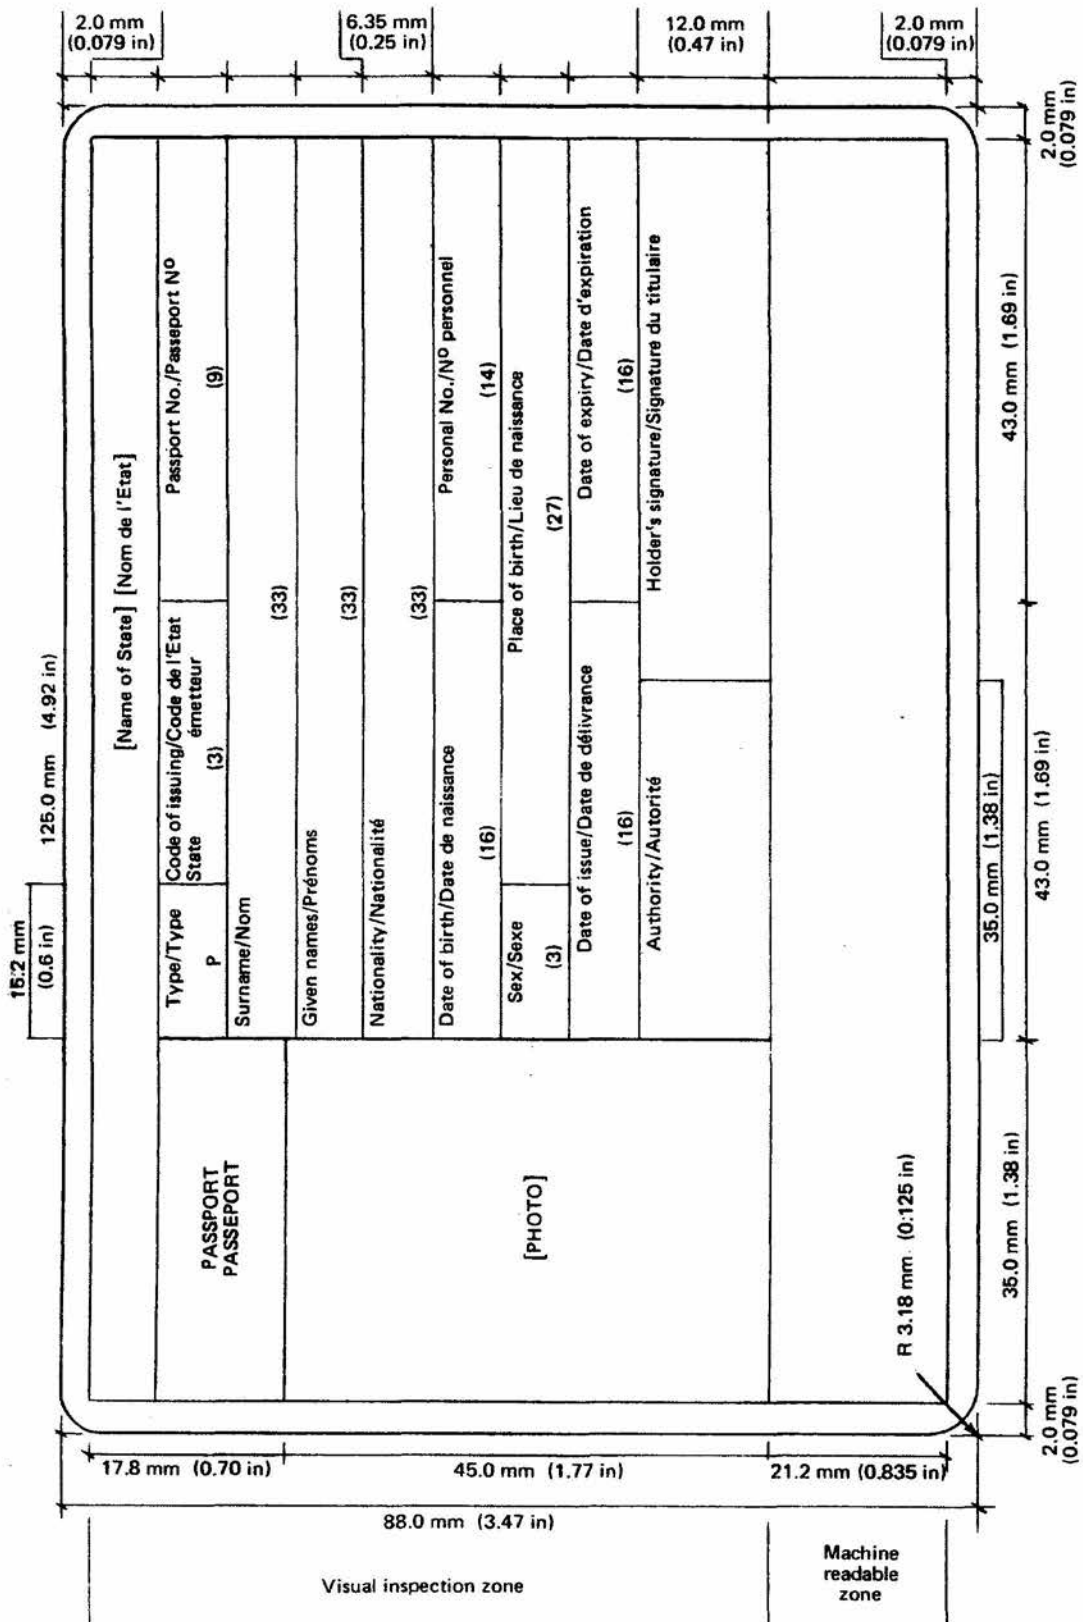 2.0 mm
(0.079 in)
6.35 mm
(0.25 in)
12.0 mm
(0.47 in)
2.0 mm
(0.079 in)
15.2 mm
(0.6 in)
125.0 mm (4.92 in)
[Name of State] [Nom de l'Etat]
PASSPORT
PASSEPORT
Type/Type
P
Code of issuing/Code de l'Etat
State émetteur
(3)
Passport No./Passeport Nº
(9)
Surname/Nom
(33)
Given names/Prénoms
(33)
Nationality/Nationalité
(33)
Date of birth/Date de naissance
(16)
Personal No./Nº personnel
(14)
Sex/Sexe
(3)
Place of birth/Lieu de naissance
(27)
Date of issue/Date de délivrance
(16)
Date of expiry/Date d'expiration
(16)
Authority/Autorité
Holder's signature/Signature du titulaire
[PHOTO]
R 3.18 mm (0.125 in)
2.0 mm
(0.079 in)
35.0 mm (1.38 in)
35.0 mm (1.38 in)
43.0 mm (1.69 in)
43.0 mm (1.69 in)
2.0 mm
(0.079 in)
17.8 mm (0.70 in)
45.0 mm (1.77 in)
21.2 mm (0.835 in)
88.0 mm (3.47 in)
Visual inspection zone
Machine
readable
zone